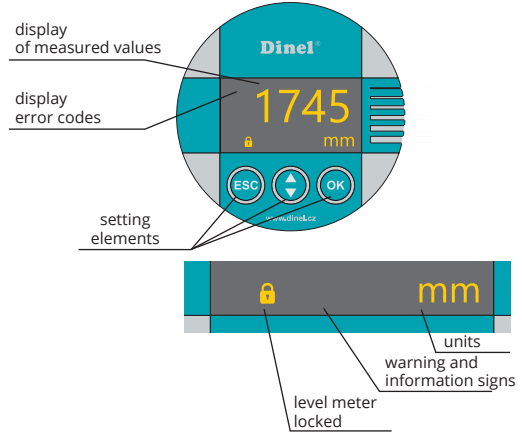 display
of measured values
Dinel®
display
error codes
1745
mm
ESC
OK
setting
elements
www.dinel.cz
mm
units
warning and
information signs
level meter
locked